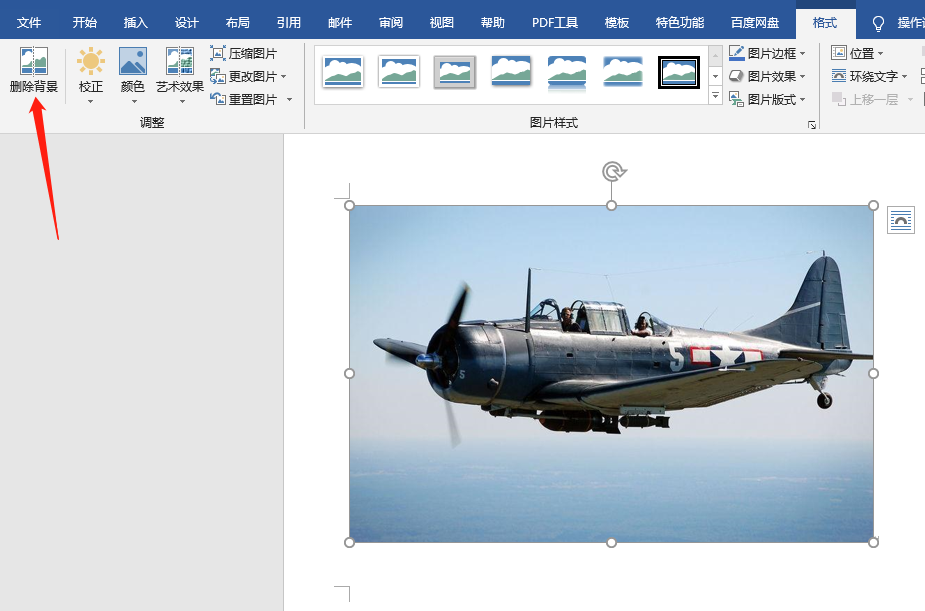 文件 开始 插入 设计 布局 引用 邮件 审阅 视图 帮助 PDF工具 模板 特色功能 百度网盘 格式
删除背景 校正 颜色 艺术效果
压缩图片
更改图片
重置图片
调整
图片样式
图片边框
图片效果
图片版式
位置
环绕文字
上移一层
5
5